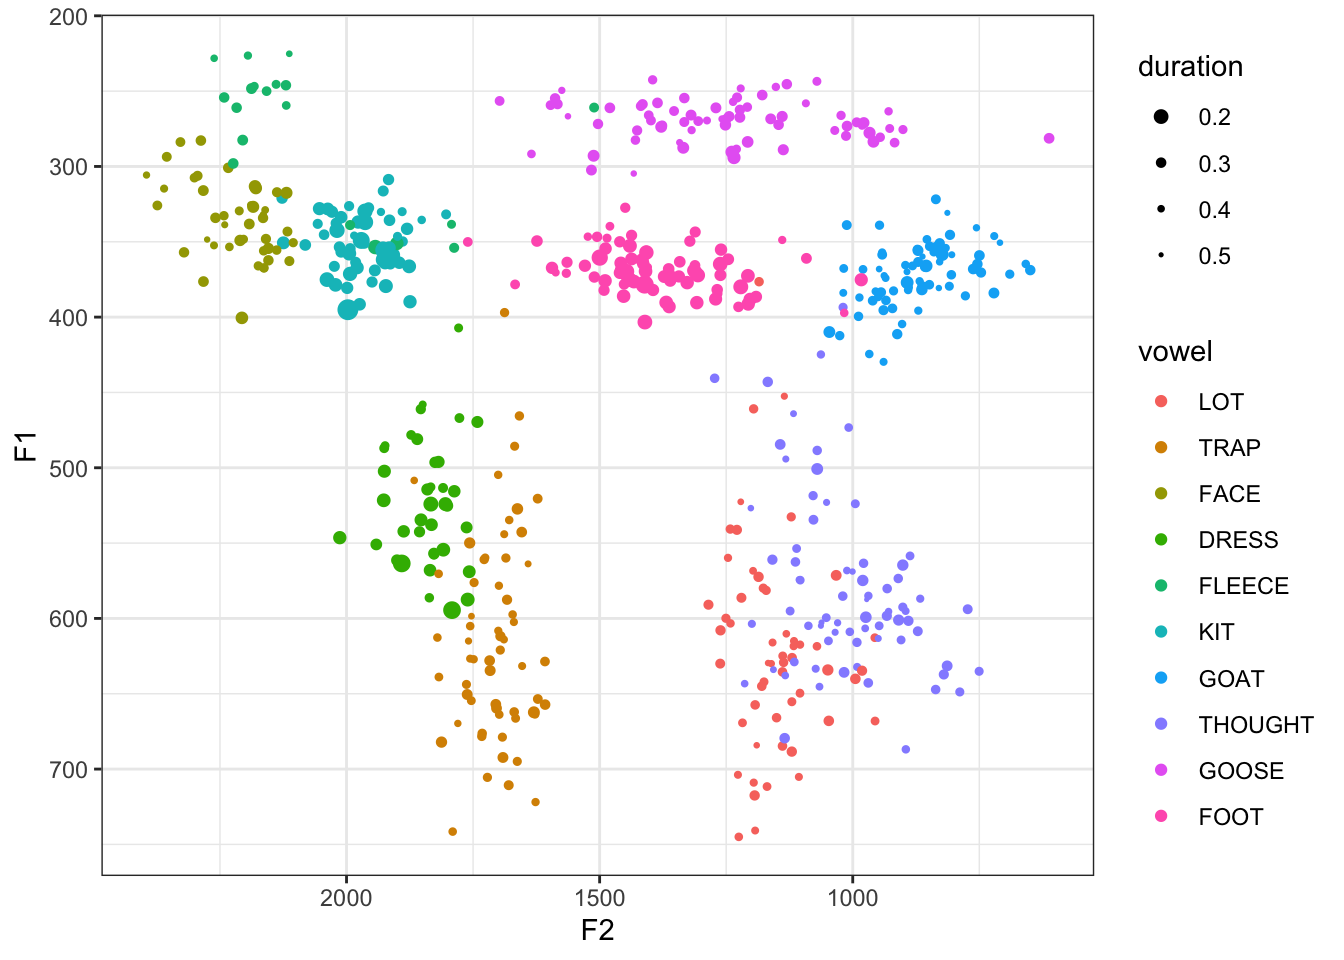 200
300
400
500
600
700
F1
2000
1500
1000
F2
duration
0.2
0.3
0.4
0.5
vowel
LOT
TRAP
FACE
DRESS
FLEECE
KIT
GOAT
THOUGHT
GOOSE
FOOT